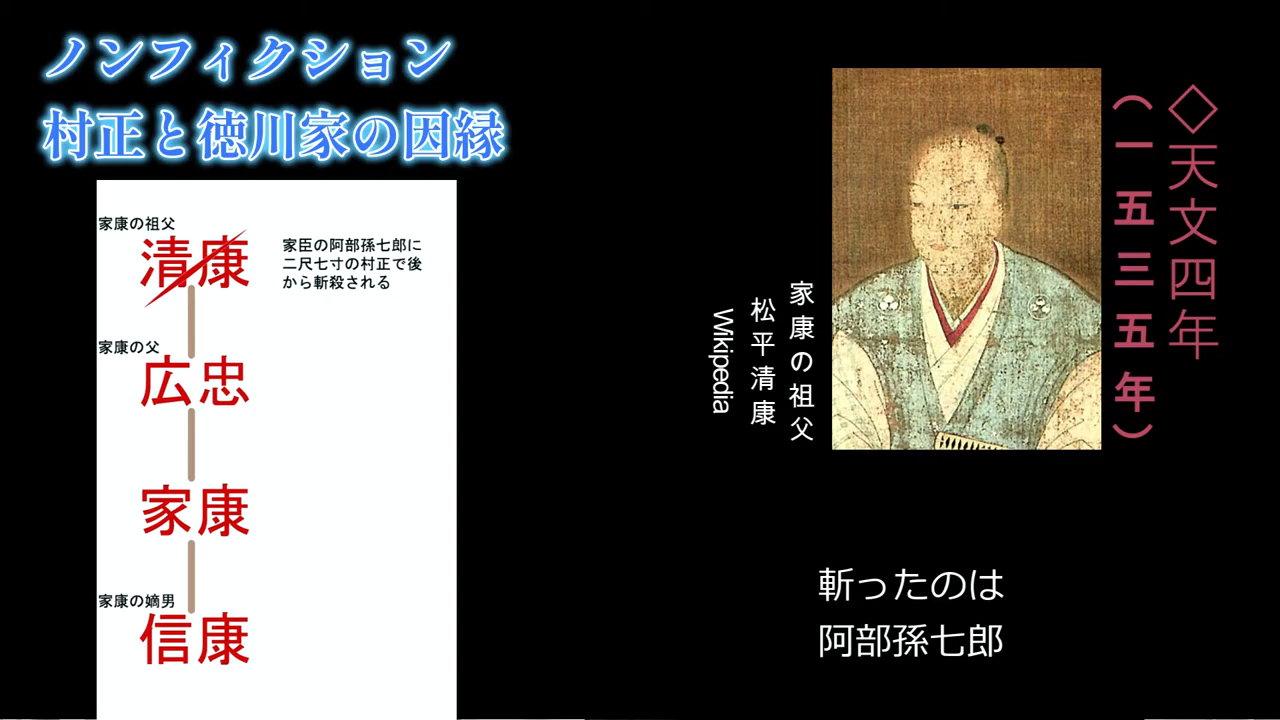 ノンフィクション
村正と徳川家の因縁
家康の祖父
清康
家臣の阿部孫七郎に
二尺七寸の村正で後
から斬殺される
家康の父
広忠
家康
家康の嫡男
信康
◇天文四年
（一五三五年）
家康の祖父
松平清康
Wikipedia
斬ったのは
阿部孫七郎